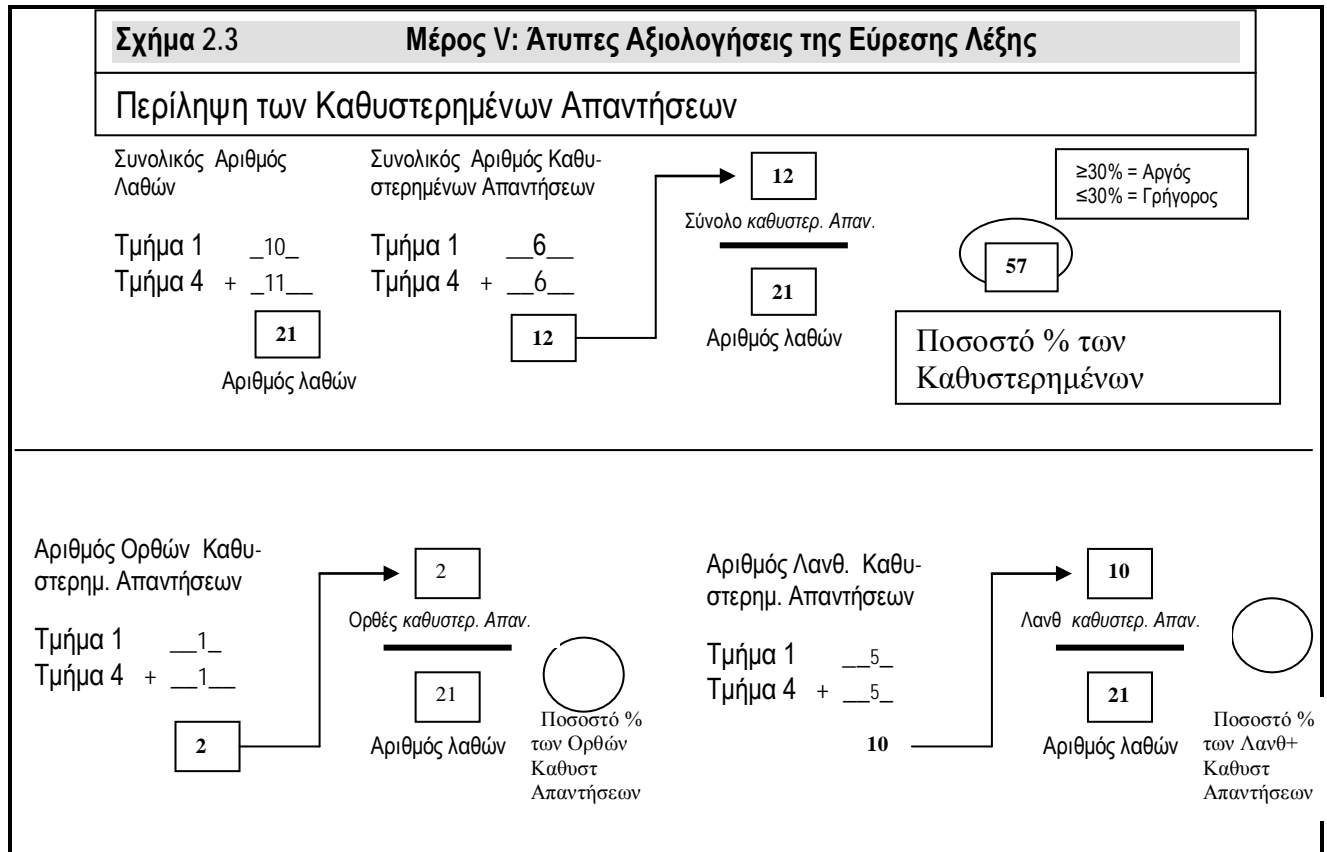 Σχήμα 2.3 Μέρος V: Άτυπες Αξιολογήσεις της Εύρεσης Λέξης
Περίληψη των Καθυστερημένων Απαντήσεων
Συνολικός Αριθμός
Λαθών
Τμήμα 1 _10_
Τμήμα 4 + _11__
21
Αριθμός λαθών
Συνολικός Αριθμός Καθυ-
στερημένων Απαντήσεων
Τμήμα 1 __6__
Τμήμα 4 + __6__
12
12
Σύνολο καθυστερ. Απαν.
21
Αριθμός λαθών
≥30% = Αργός
≤30% = Γρήγορος
57
Ποσοστό % των
Καθυστερημένων
Αριθμός Ορθών Καθυ-
στερημ. Απαντήσεων
Τμήμα 1 __1_
Τμήμα 4 + __1__
2
2
Ορθές καθυστερ. Απαν.
21
Αριθμός λαθών
Ποσοστό %
των Ορθών
Καθυστ
Απαντήσεων
Αριθμός Λανθ. Καθυ-
στερημ. Απαντήσεων
Τμήμα 1 __5_
Τμήμα 4 + __5_
10
10
Λανθ καθυστερ. Απαν.
21
Αριθμός λαθών
Ποσοστό %
των Λανθ+
Καθυστ
Απαντήσεων